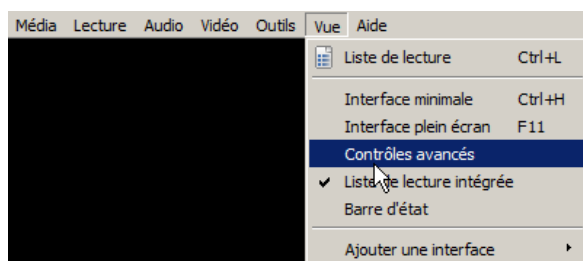 Média Lecture Audio Vidéo Outils Vue Aide
Liste de lecture Ctrl+L
Interface minimale Ctrl+H
Interface plein écran F11
Contrôles avancés
Liste de lecture intégrée
Barre d'état
Ajouter une interface